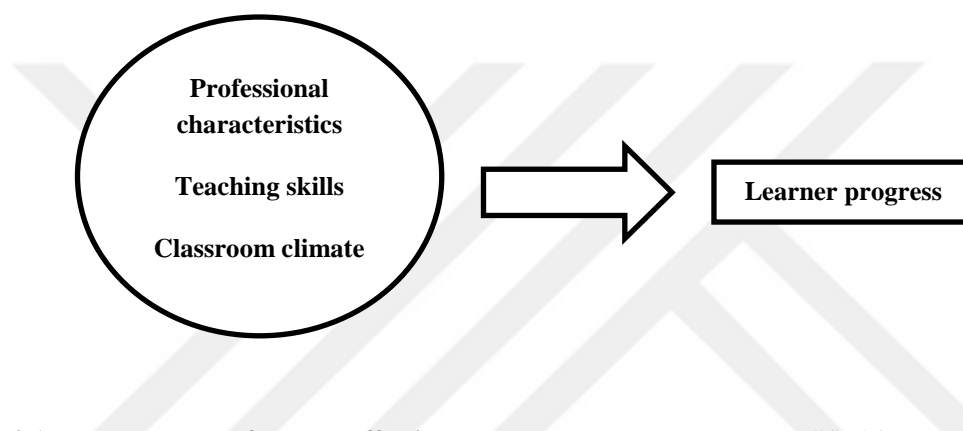 Professional
characteristics
Teaching skills
Classroom climate
Learner progress